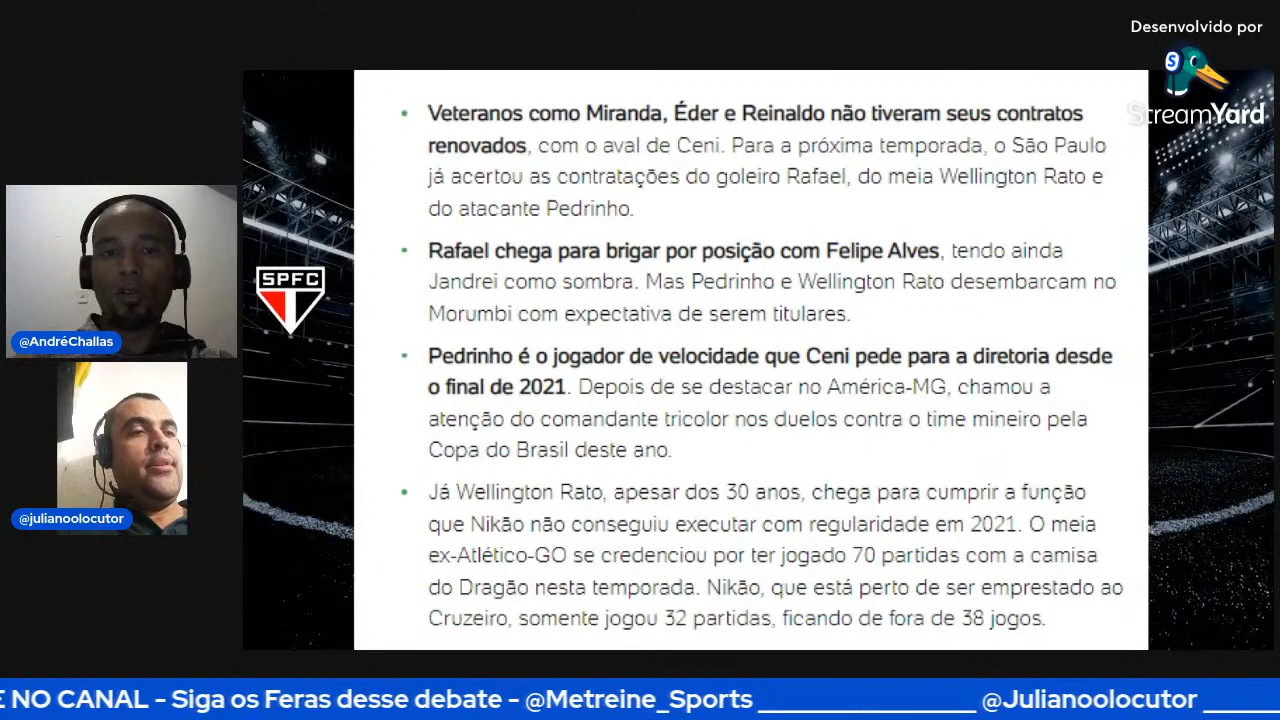 Desenvolvido por
S
StreamYard
• Veteranos como Miranda, Éder e Reinaldo não tiveram seus contratos
renovados, com o aval de Ceni. Para a próxima temporada, o São Paulo
já acertou as contratações do goleiro Rafael, do meia Wellington Rato e
do atacante Pedrinho.
• Rafael chega para brigar por posição com Felipe Alves, tendo ainda
Jandrei como sombra. Mas Pedrinho e Wellington Rato desembarcam no
Morumbi com expectativa de serem titulares.
• Pedrinho é o jogador de velocidade que Ceni pede para a diretoria desde
o final de 2021. Depois de se destacar no América-MG, chamou a
atenção do comandante tricolor nos duelos contra o time mineiro pela
Copa do Brasil deste ano.
• Já Wellington Rato, apesar dos 30 anos, chega para cumprir a função
que Nikão não conseguiu executar com regularidade em 2021. O meia
ex-Atlético-GO se credenciou por ter jogado 70 partidas com a camisa
do Dragão nesta temporada. Nikão, que está perto de ser emprestado ao
Cruzeiro, somente jogou 32 partidas, ficando de fora de 38 jogos.
SPFC
@AndréChallas
@julianoolocutor
E NO CANAL - Siga os Feras desse debate - @Metreine_Sports ________________ @Julianoolocutor ______